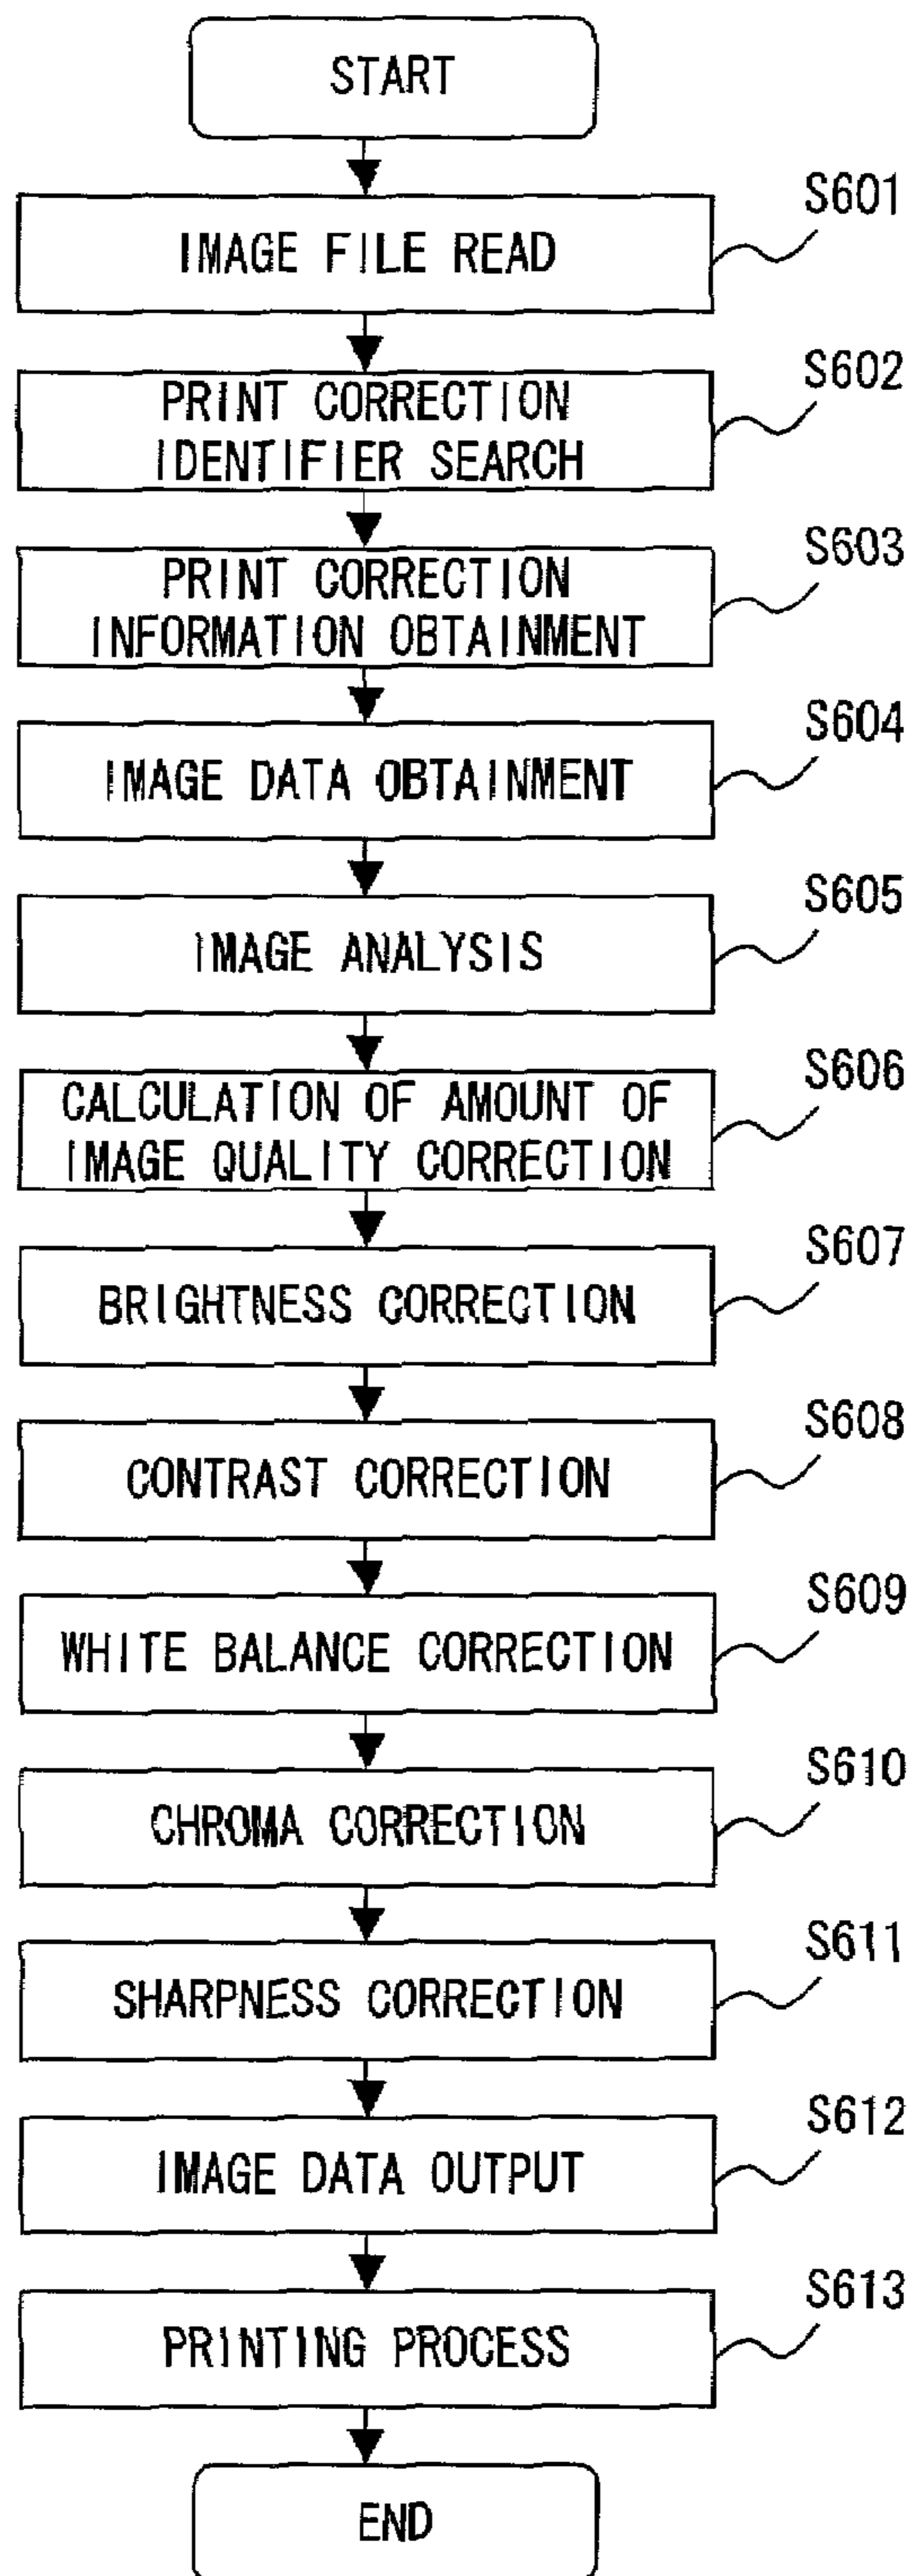 START
S601
IMAGE FILE READ
S602
PRINT CORRECTION
IDENTIFIER SEARCH
S603
PRINT CORRECTION
INFORMATION OBTAINMENT
S604
IMAGE DATA OBTAINMENT
S605
IMAGE ANALYSIS
S606
CALCULATION OF AMOUNT OF
IMAGE QUALITY CORRECTION
S607
BRIGHTNESS CORRECTION
S608
CONTRAST CORRECTION
S609
WHITE BALANCE CORRECTION
S610
CHROMA CORRECTION
S611
SHARPNESS CORRECTION
S612
IMAGE DATA OUTPUT
S613
PRINTING PROCESS
END